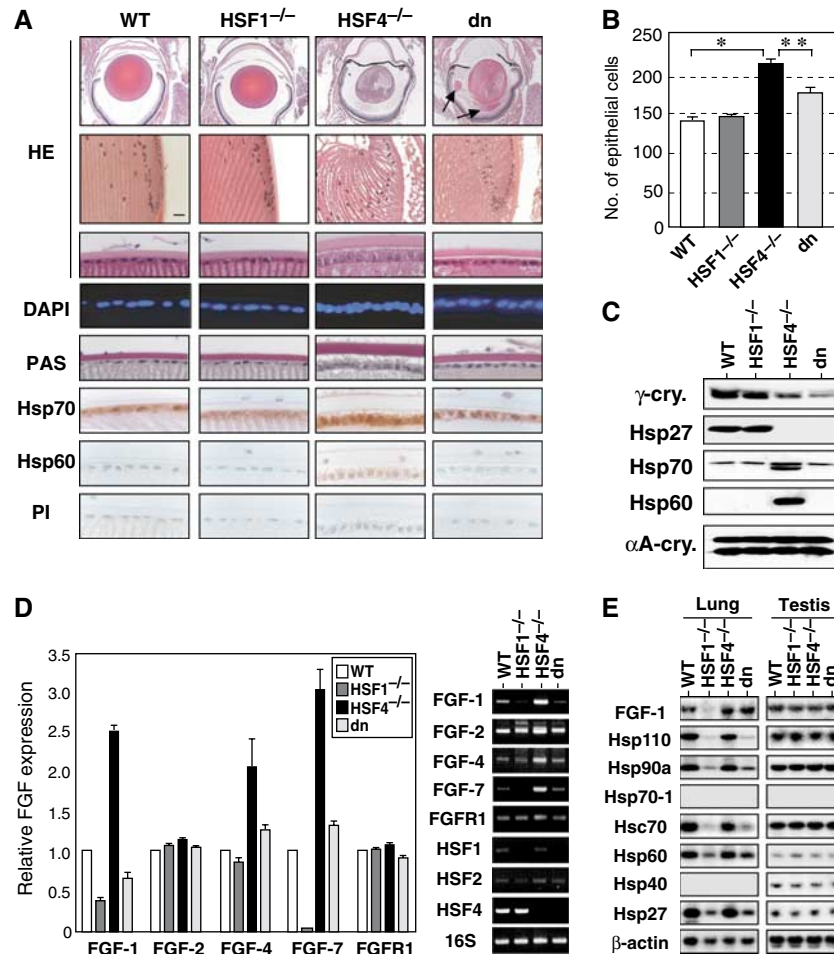 A
WT
HSF1−/−
HSF4−/−
dn
HE
DAPI
PAS
Hsp70
Hsp60
PI
B
No. of epithelial cells
250
200
150
100
50
0
*
**
WT
HSF1−/−
HSF4−/−
dn
C
WT
HSF1−/−
HSF4−/−
dn
γ-cry.
Hsp27
Hsp70
Hsp60
αA-cry.
D
Relative FGF expression
3.5
3.0
2.5
2.0
1.5
1.0
0.5
0
WT
HSF1−/−
HSF4−/−
dn
FGF-1
FGF-2
FGF-4
FGF-7
FGFR1
WT
HSF1−/−
HSF4−/−
dn
FGF-1
FGF-2
FGF-4
FGF-7
FGFR1
HSF1
HSF2
HSF4
16S
E
Lung
Testis
WT
HSF1−/−
HSF4−/−
dn
WT
HSF1−/−
HSF4−/−
dn
FGF-1
Hsp110
Hsp90a
Hsp70-1
Hsc70
Hsp60
Hsp40
Hsp27
β-actin